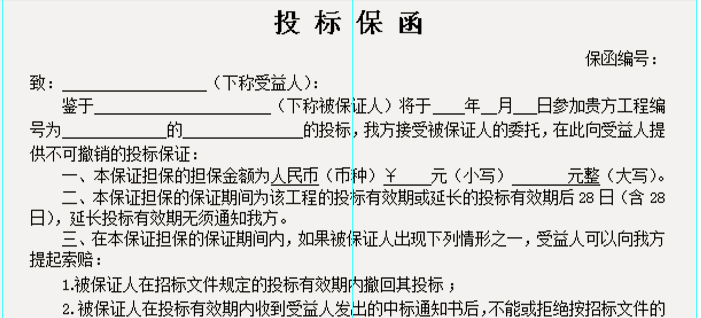 投标保函
保函编号：
致：________________（下称受益人）：
鉴于____________________（下称被保证人）将于____年__月___日参加贵方工程编
号为____________的______________的投标，我方接受被保证人的委托，在此向受益人提
供不可撤销的投标保证：
一、本保证担保的担保金额为人民币（币种）￥____元（小写）______元整（大写）。
二、本保证担保的保证期间为该工程的投标有效期或延长的投标有效期后 28 日（含 28
日），延长投标有效期无须通知我方。
三、在本保证担保的保证期间内，如果被保证人出现下列情形之一，受益人可以向我方
提起索赔：
1.被保证人在招标文件规定的投标有效期内撤回其投标；
2.被保证人在投标有效期内收到受益人发出的中标通知书后，不能或拒绝按招标文件的